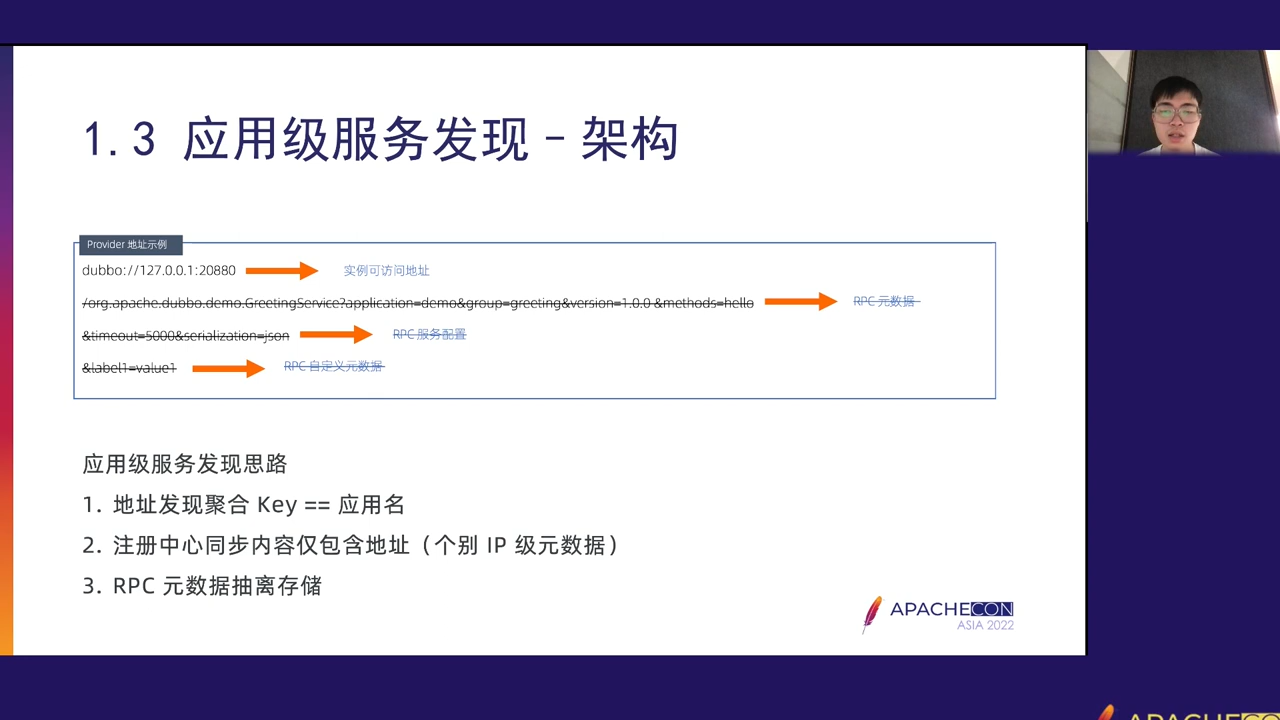 1.3 应用级服务发现 - 架构
Provider 地址示例
dubbo://127.0.0.1:20880 实例可访问地址
/org.apache.dubbo.demo.GreetingService?application=demo&group=greeting&version=1.0.0 &methods=hello RPC 元数据
&timeout=5000&serialization=json RPC 服务配置
&label1=value1 RPC 自定义元数据
应用级服务发现思路
1. 地址发现聚合 Key == 应用名
2. 注册中心同步内容仅包含地址（个别 IP 级元数据）
3. RPC 元数据抽离存储
APACHECON
ASIA 2022
APACHECO